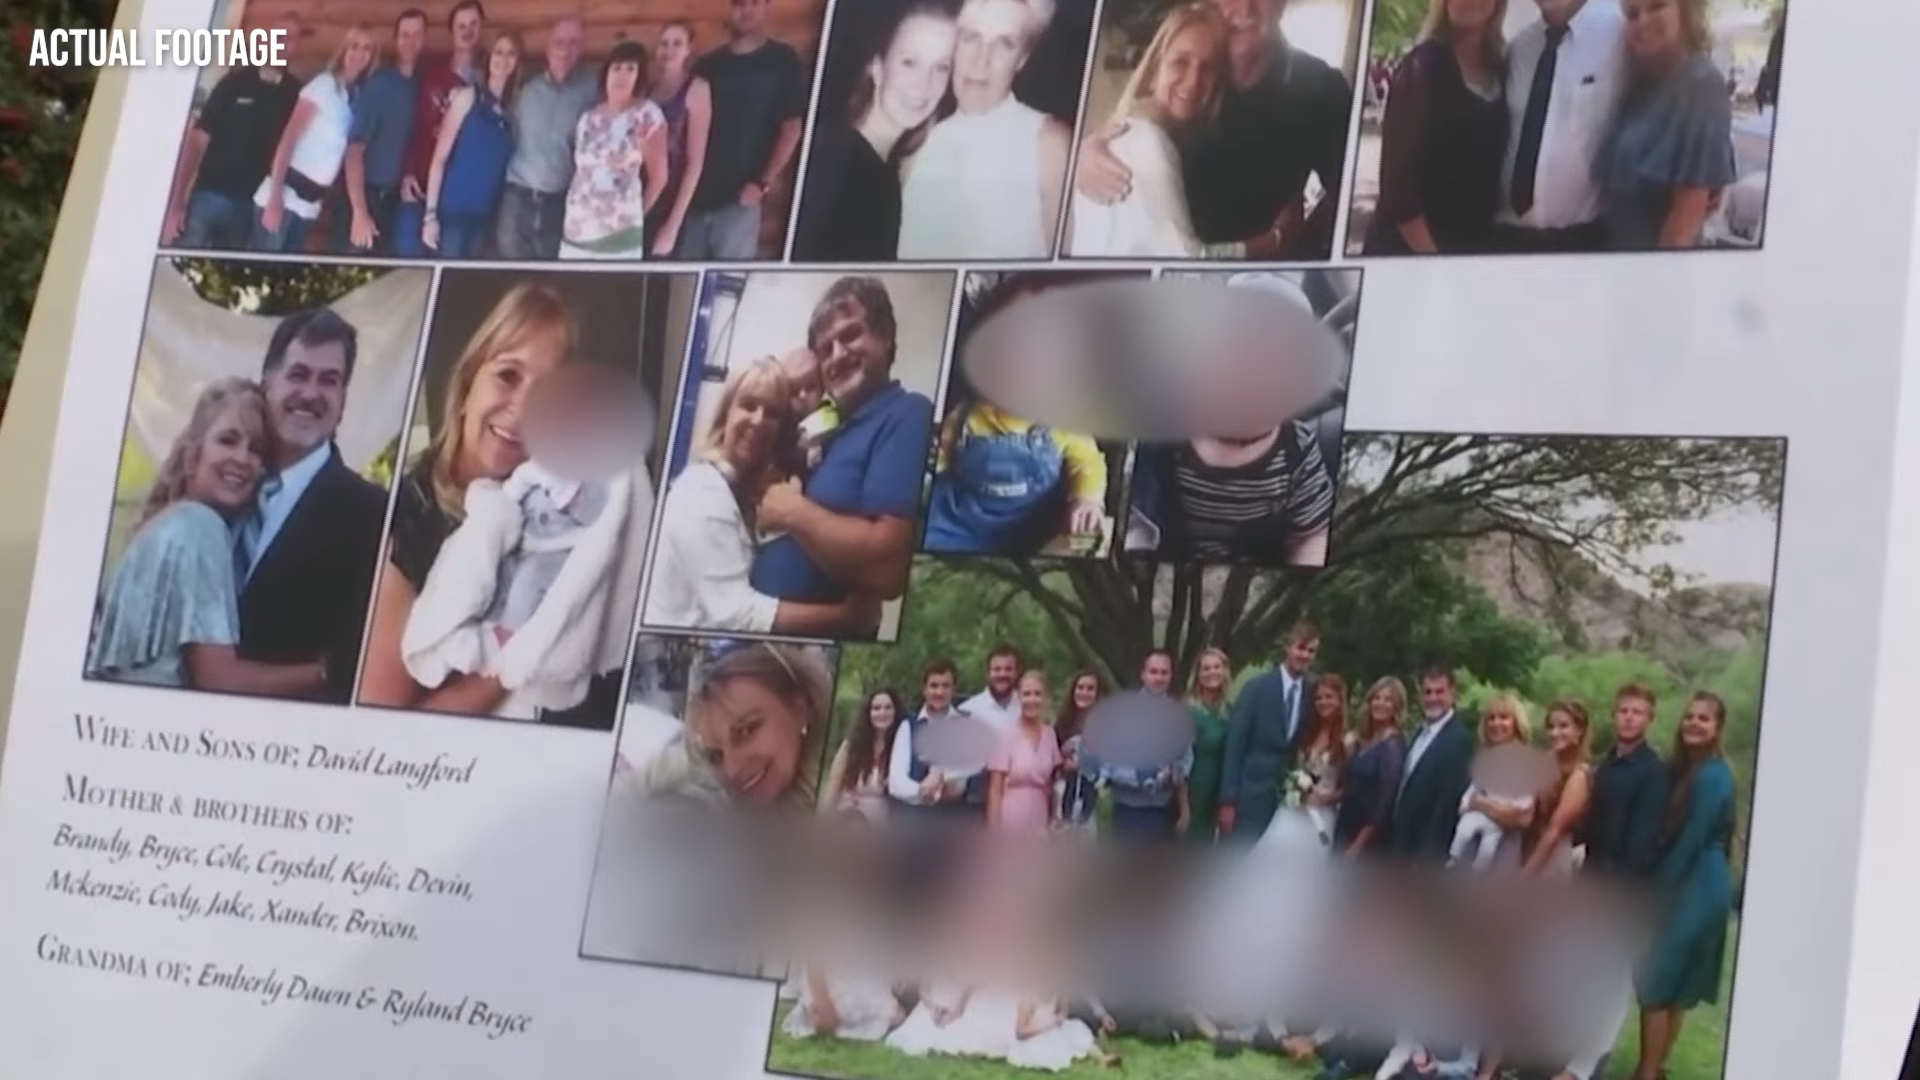 ACTUAL FOOTAGE
WIFE AND SONS OF; David Langford
MOTHER & BROTHERS OF:
Brandy, Bryce, Cole, Crystal, Kylie, Devin,
Mckenzie, Cody, Jake, Xander, Brixon.
GRANDMA OF; Emberly Dawn & Ryland Bryce